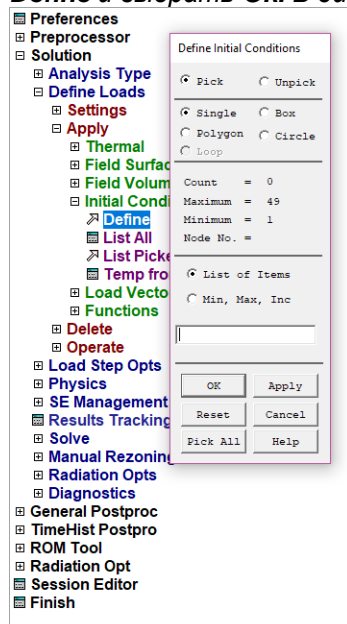 Define и выбрать OK. В
Preferences
Preprocessor
Solution
Analysis Type
Define Loads
Settings
Apply
Thermal
Field Surfac
Field Volum
Initial Condi
Define
List All
List Picke
Temp fro
Load Vecto
Functions
Delete
Operate
Load Step Opts
Physics
SE Management
Results Tracking
Solve
Manual Rezoning
Radiation Opts
Diagnostics
General Postproc
TimeHist Postpro
ROM Tool
Radiation Opt
Session Editor
Finish
Define Initial Conditions
Pick Unpick
Single Box
Polygon Circle
Loop
Count = 0
Maximum = 49
Minimum = 1
Node No. =
List of Items
Min, Max, Inc
OK Apply
Reset Cancel
Pick All Help